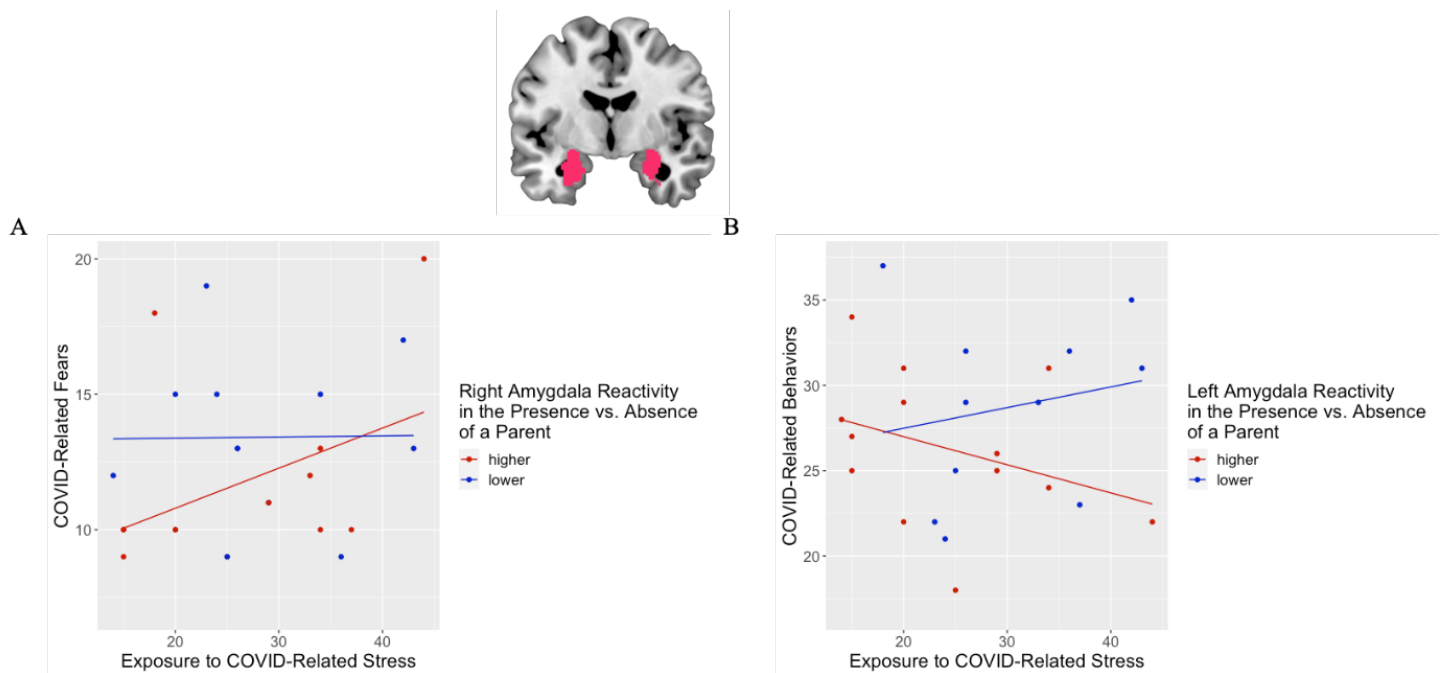 A
B
20
15
10
COVID-Related Fears
20
30
40
Exposure to COVID-Related Stress
Right Amygdala Reactivity
in the Presence vs. Absence
of a Parent
higher
lower
35
30
25
20
COVID-Related Behaviors
20
30
40
Exposure to COVID-Related Stress
Left Amygdala Reactivity
in the Presence vs. Absence
of a Parent
higher
lower